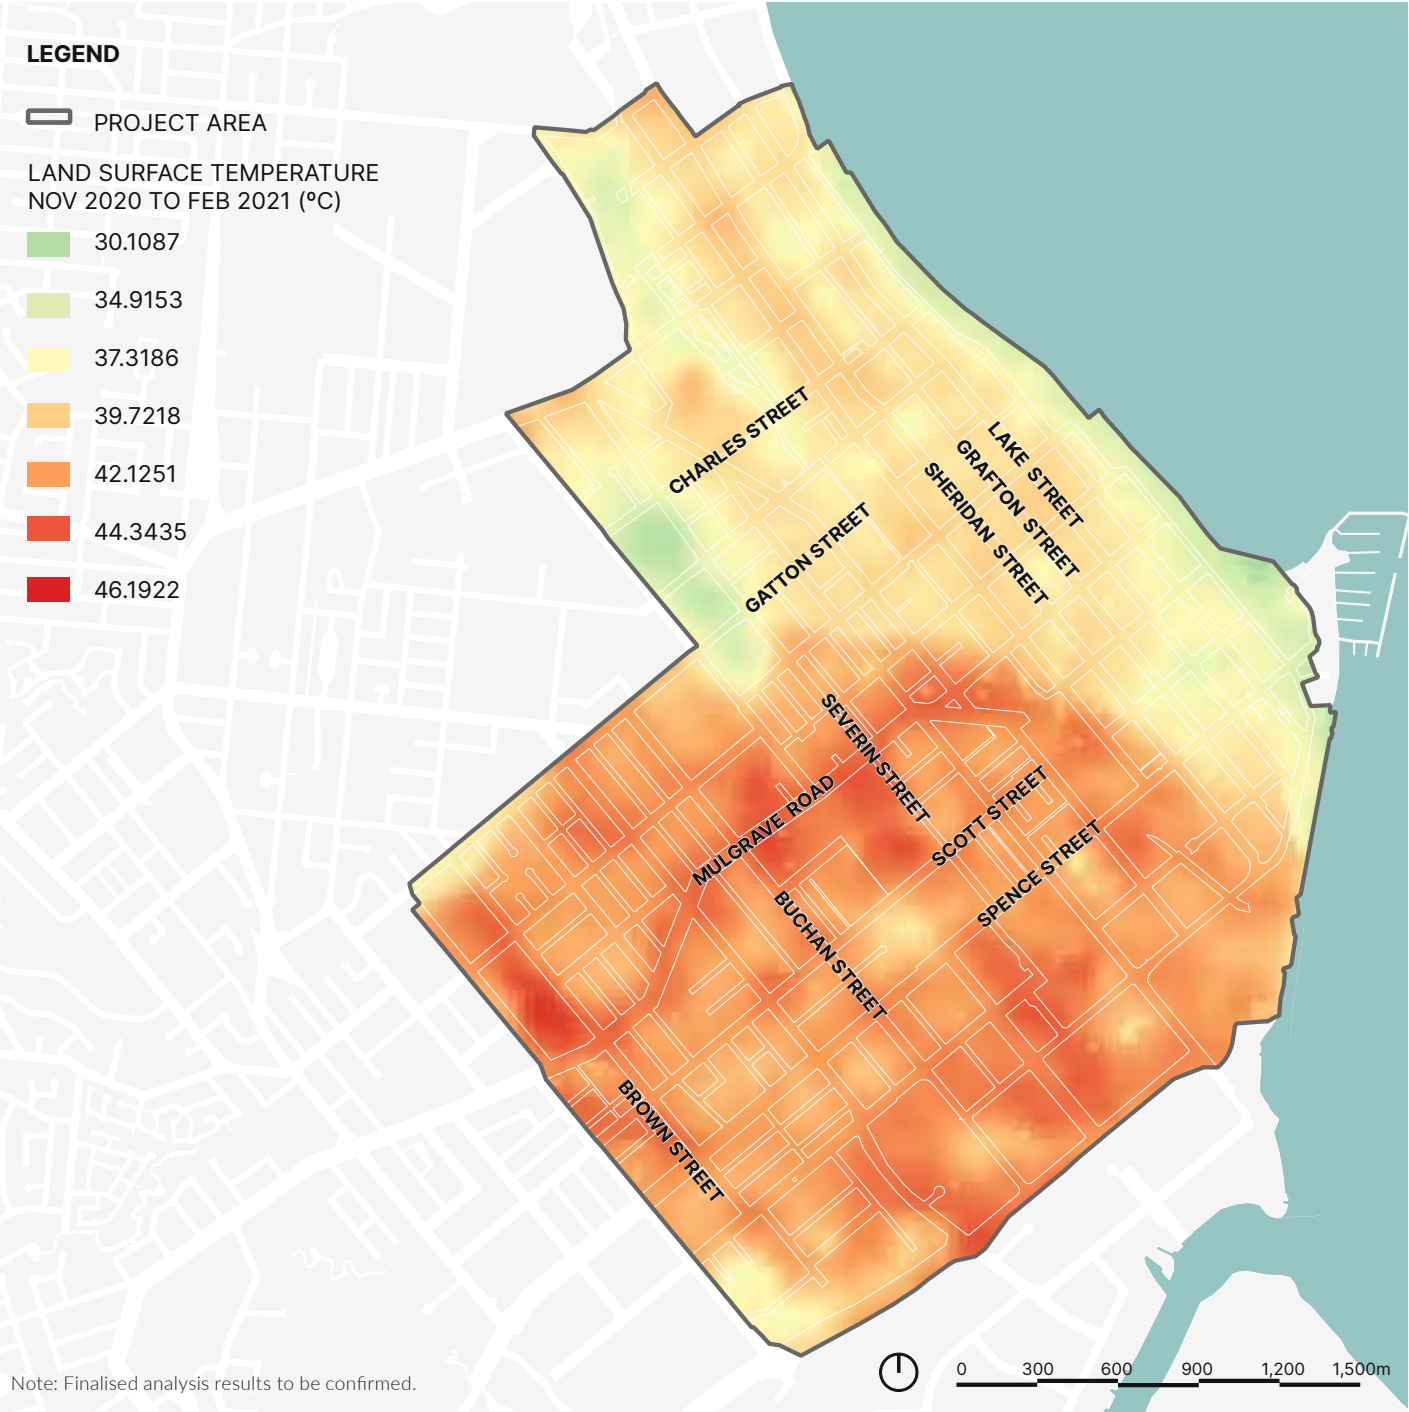 LEGEND
PROJECT AREA
LAND SURFACE TEMPERATURE
NOV 2020 TO FEB 2021 (ºC)
30.1087
34.9153
37.3186
39.7218
42.1251
44.3435
46.1922
CHARLES STREET
GATTON STREET
LAKE STREET
GRAFTON STREET
SHERIDAN STREET
SEVERIN STREET
MULGRAVE ROAD
SCOTT STREET
SPENCE STREET
BUCHAN STREET
BROWN STREET
Note: Finalised analysis results to be confirmed.
0 300 600 900 1,200 1,500m